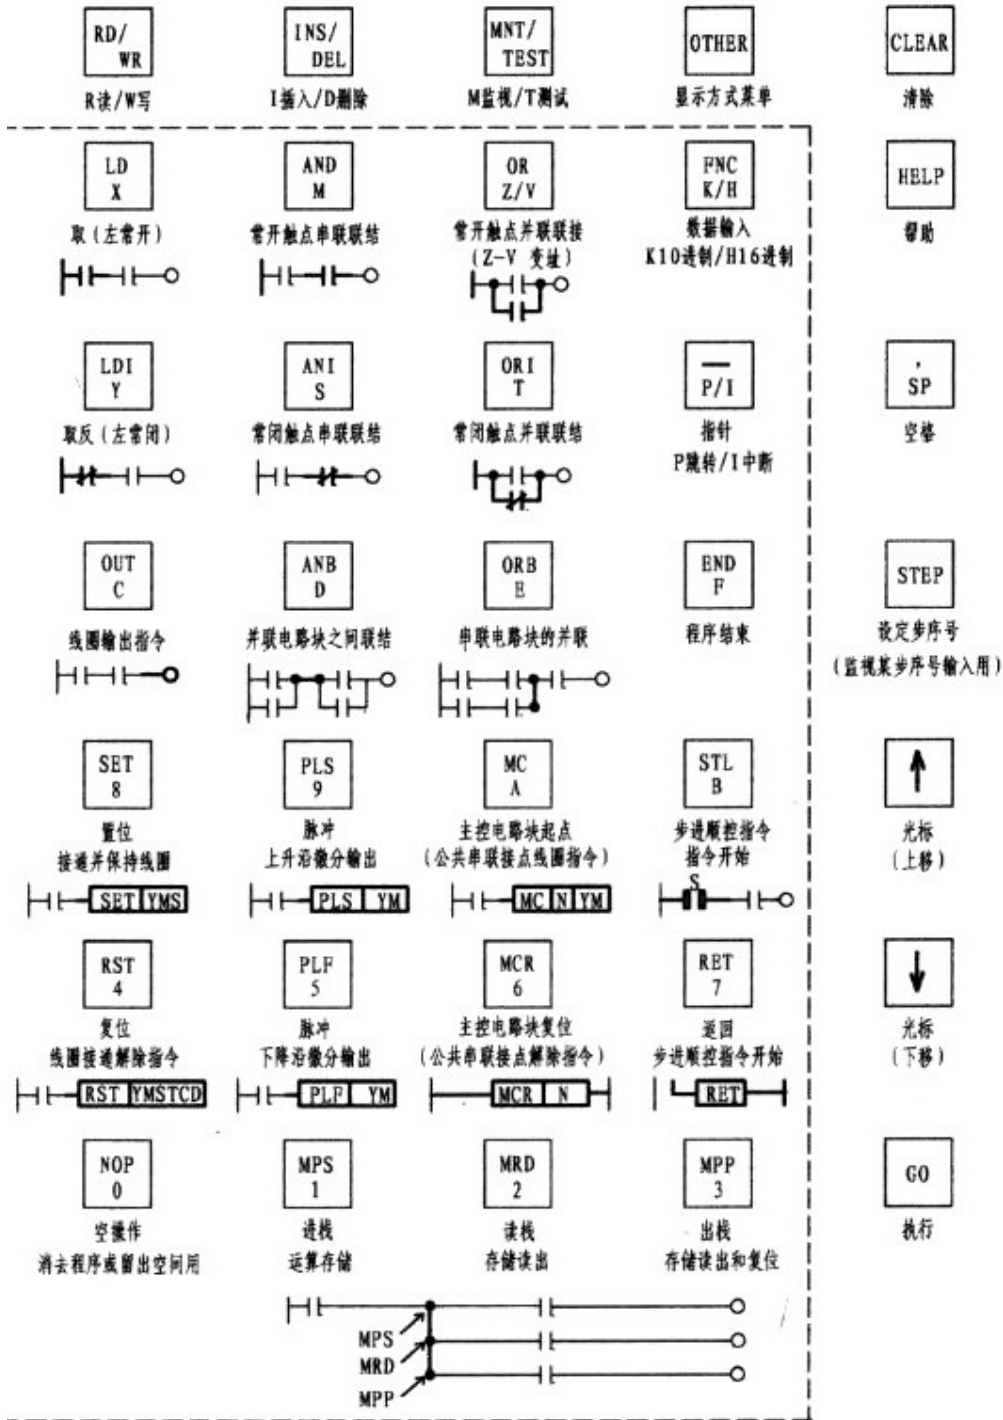 RD/
WR
INS/
DEL
MNT/
TEST
OTHER
CLEAR
R读/W写
I插入/D删除
M监视/T测试
显示方式菜单
清除
LD
X
AND
M
OR
Z/V
FNC
K/H
HELP
取(左常开)
常开触点串联联结
常开触点并联联接
(Z-V 变址)
数据输入
K10进制/H16进制
帮助
LDI
Y
ANI
S
ORI
T
—
P/I
,
SP
取反(左常闭)
常闭触点串联联结
常闭触点并联联结
指针
P跳转/I中断
空格
OUT
C
ANB
D
ORB
E
END
F
STEP
线圈输出指令
并联电路块之间联结
串联电路块的并联
程序结束
设定步序号
(监视某步序号输入用)
SET
8
PLS
9
MC
A
STL
B
置位
接通并保持线圈
脉冲
上升沿微分输出
主控电路块起点
(公共串联接点线圈指令)
步进顺控指令
指令开始
光标
(上移)
SET YMS
PLS YM
MC N YM
S
RST
4
PLF
5
MCR
6
RET
7
复位
线圈接通解除指令
脉冲
下降沿微分输出
主控电路块复位
(公共串联接点解除指令)
返回
步进顺控指令开始
光标
(下移)
RST YMSTCD
PLF YM
MCR N
RET
NOP
0
MPS
1
MRD
2
MPP
3
GO
空操作
消去程序或留出空间用
进栈
运算存储
读栈
存储读出
出栈
存储读出和复位
执行
MPS
MRD
MPP